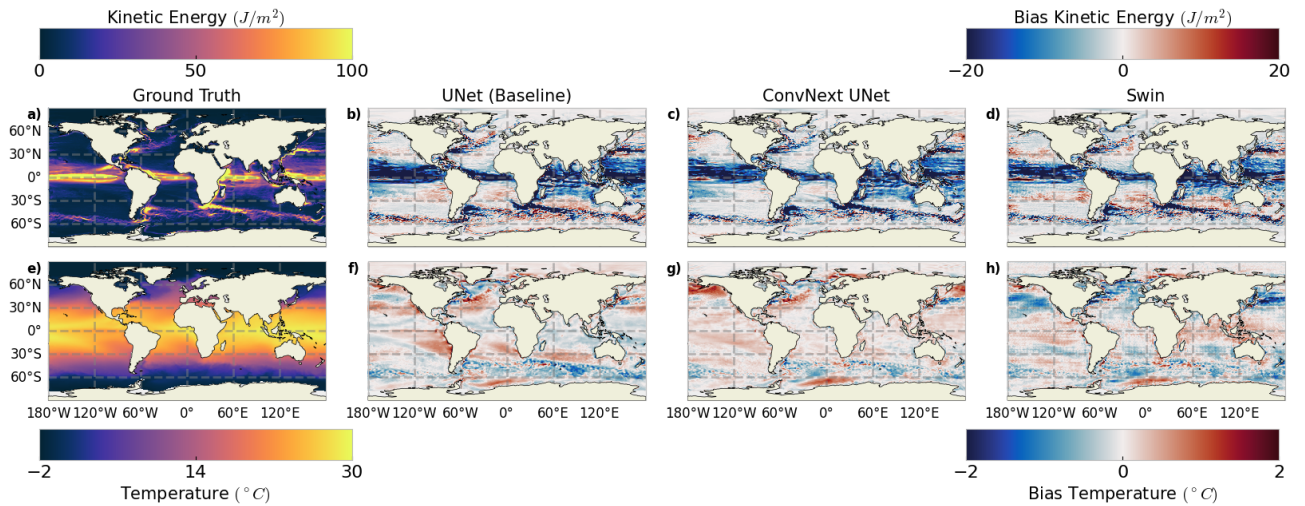 Kinetic Energy (J/m²)
Bias Kinetic Energy (J/m²)
0 50 100
−20 0 20
Ground Truth UNet (Baseline) ConvNext UNet Swin
a) b) c) d)
60°N
30°N
0°
30°S
60°S
e) f) g) h)
60°N
30°N
0°
30°S
60°S
180°W 120°W 60°W 0° 60°E 120°E 180°W 120°W 60°W 0° 60°E 120°E 180°W 120°W 60°W 0° 60°E 120°E 180°W 120°W 60°W 0° 60°E 120°E
−2 14 30
−2 0 2
Temperature (°C)
Bias Temperature (°C)